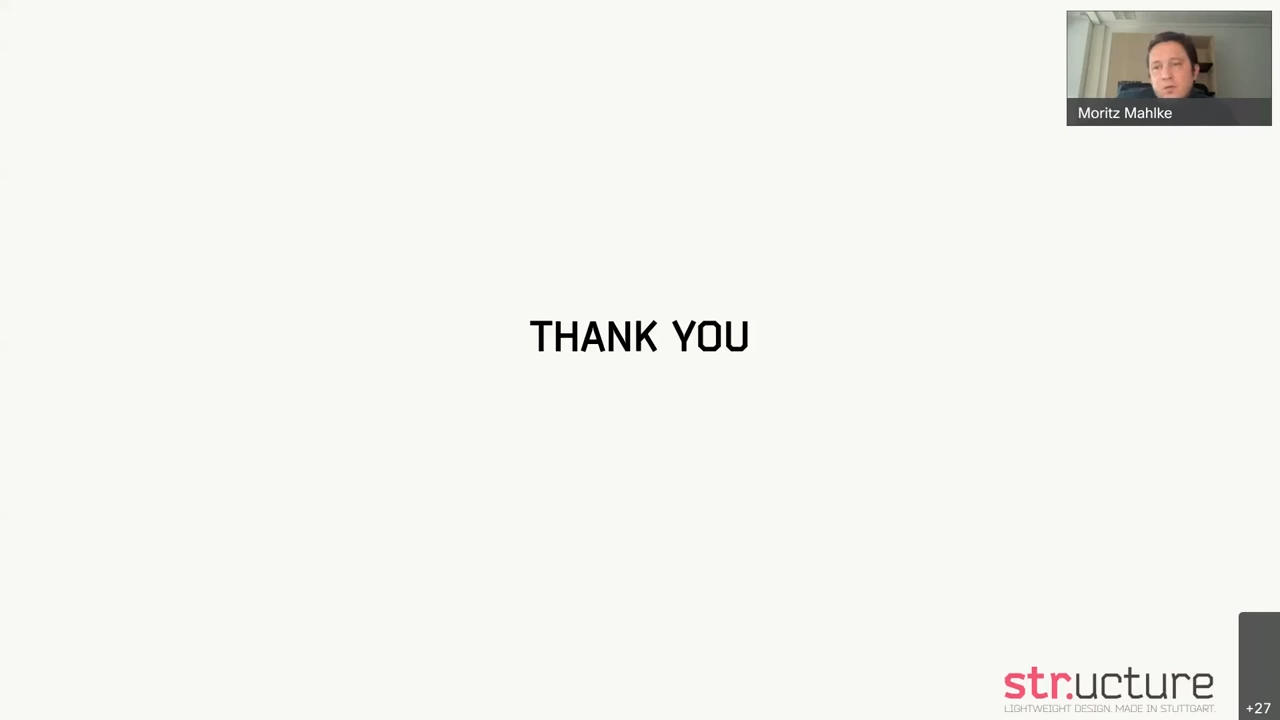 Moritz Mahlke
THANK YOU
str.ucture
LIGHTWEIGHT DESIGN. MADE IN STUTTGART.
+27